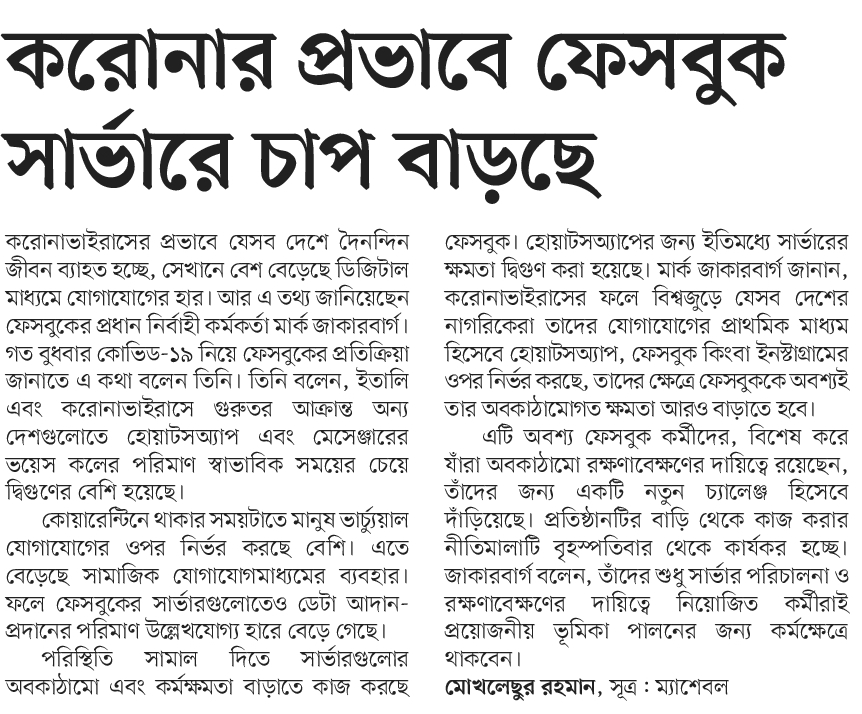 করোনার প্রভাবে ফেসবুক
সার্ভারে চাপ বাড়ছে
করোনাভাইরাসের প্রভাবে যেসব দেশে দৈনন্দিন
জীবন ব্যাহত হচ্ছে, সেখানে বেশ বেড়েছে ডিজিটাল
মাধ্যমে যোগাযোগের হার। আর এ তথ্য জানিয়েছেন
ফেসবুকের প্রধান নির্বাহী কর্মকর্তা মার্ক জাকারবার্গ।
গত বুধবার কোভিড-১৯ নিয়ে ফেসবুকের প্রতিক্রিয়া
জানাতে এ কথা বলেন তিনি। তিনি বলেন, ইতালি
এবং করোনাভাইরাসে গুরুতর আক্রান্ত অন্য
দেশগুলোতে হোয়াটসঅ্যাপ এবং মেসেঞ্জারের
ভয়েস কলের পরিমাণ স্বাভাবিক সময়ের চেয়ে
দ্বিগুণের বেশি হয়েছে।
কোয়ারেন্টিনে থাকার সময়টাতে মানুষ ভার্চ্যুয়াল
যোগাযোগের ওপর নির্ভর করছে বেশি। এতে
বেড়েছে সামাজিক যোগাযোগমাধ্যমের ব্যবহার।
ফলে ফেসবুকের সার্ভারগুলোতেও ডেটা আদান-
প্রদানের পরিমাণ উল্লেখযোগ্য হারে বেড়ে গেছে।
পরিস্থিতি সামাল দিতে সার্ভারগুলোর
অবকাঠামো এবং কর্মক্ষমতা বাড়াতে কাজ করছে
ফেসবুক। হোয়াটসঅ্যাপের জন্য ইতিমধ্যে সার্ভারের
ক্ষমতা দ্বিগুণ করা হয়েছে। মার্ক জাকারবার্গ জানান,
করোনাভাইরাসের ফলে বিশ্বজুড়ে যেসব দেশের
নাগরিকেরা তাদের যোগাযোগের প্রাথমিক মাধ্যম
হিসেবে হোয়াটসঅ্যাপ, ফেসবুক কিংবা ইনস্টাগ্রামের
ওপর নির্ভর করছে, তাদের ক্ষেত্রে ফেসবুককে অবশ্যই
তার অবকাঠামোগত ক্ষমতা আরও বাড়াতে হবে।
এটি অবশ্য ফেসবুক কর্মীদের, বিশেষ করে
যাঁরা অবকাঠামো রক্ষণাবেক্ষণের দায়িত্বে রয়েছেন,
তাঁদের জন্য একটি নতুন চ্যালেঞ্জ হিসেবে
দাঁড়িয়েছে। প্রতিষ্ঠানটির বাড়ি থেকে কাজ করার
নীতিমালাটি বৃহস্পতিবার থেকে কার্যকর হচ্ছে।
জাকারবার্গ বলেন, তাঁদের শুধু সার্ভার পরিচালনা ও
রক্ষণাবেক্ষণের দায়িত্বে নিয়োজিত কর্মীরাই
প্রয়োজনীয় ভূমিকা পালনের জন্য কর্মক্ষেত্রে
থাকবেন।
মোখলেছুর রহমান, সূত্র : ম্যাশেবল